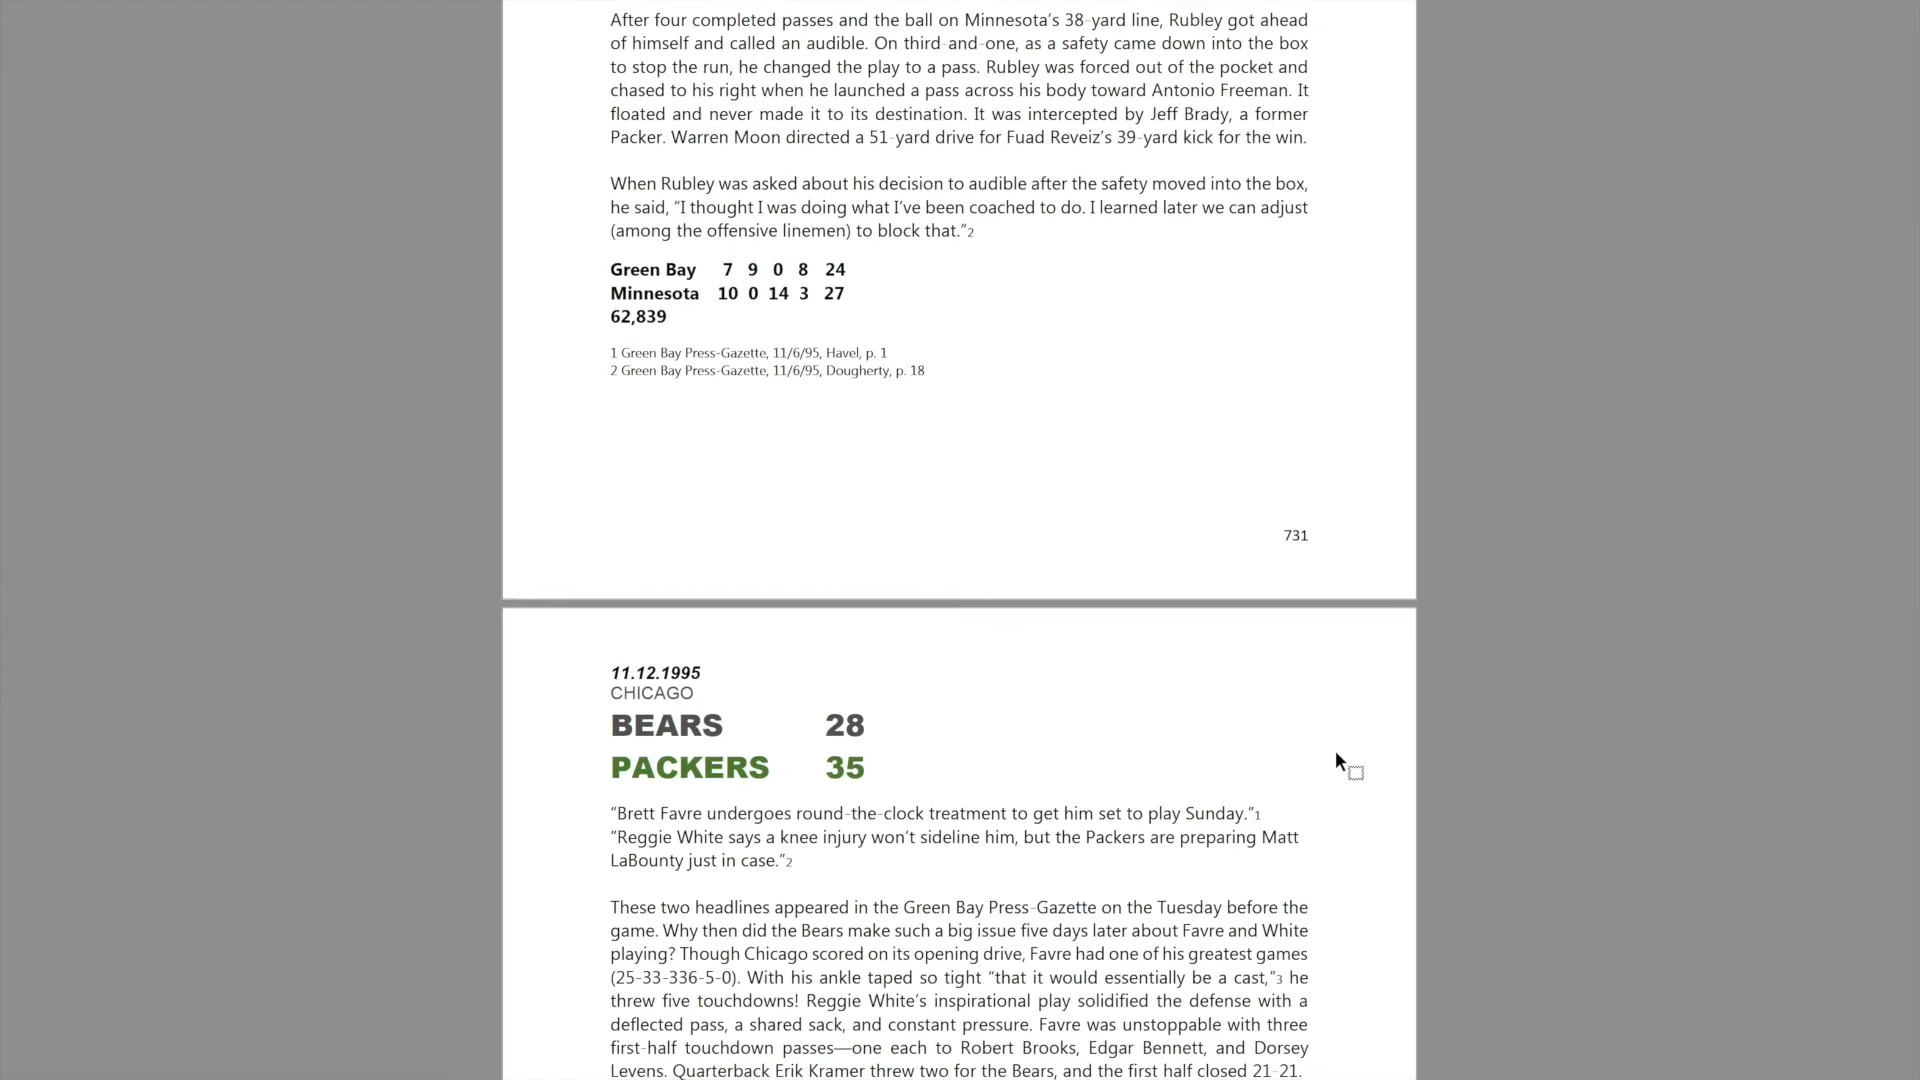 After four completed passes and the ball on Minnesota’s 38-yard line, Rubley got ahead
of himself and called an audible. On third-and-one, as a safety came down into the box
to stop the run, he changed the play to a pass. Rubley was forced out of the pocket and
chased to his right when he launched a pass across his body toward Antonio Freeman. It
floated and never made it to its destination. It was intercepted by Jeff Brady, a former
Packer. Warren Moon directed a 51-yard drive for Fuad Reveiz’s 39-yard kick for the win.
When Rubley was asked about his decision to audible after the safety moved into the box,
he said, “I thought I was doing what I’ve been coached to do. I learned later we can adjust
(among the offensive linemen) to block that.”2
Green Bay 7 9 0 8 24
Minnesota 10 0 14 3 27
62,839
1 Green Bay Press-Gazette, 11/6/95, Havel, p. 1
2 Green Bay Press-Gazette, 11/6/95, Dougherty, p. 18
731
11.12.1995
CHICAGO
BEARS 28
PACKERS 35
“Brett Favre undergoes round-the-clock treatment to get him set to play Sunday.”1
“Reggie White says a knee injury won’t sideline him, but the Packers are preparing Matt
LaBounty just in case.”2
These two headlines appeared in the Green Bay Press-Gazette on the Tuesday before the
game. Why then did the Bears make such a big issue five days later about Favre and White
playing? Though Chicago scored on its opening drive, Favre had one of his greatest games
(25-33-336-5-0). With his ankle taped so tight “that it would essentially be a cast,”3 he
threw five touchdowns! Reggie White’s inspirational play solidified the defense with a
deflected pass, a shared sack, and constant pressure. Favre was unstoppable with three
first-half touchdown passes—one each to Robert Brooks, Edgar Bennett, and Dorsey
Levens. Quarterback Erik Kramer threw two for the Bears, and the first half closed 21-21.